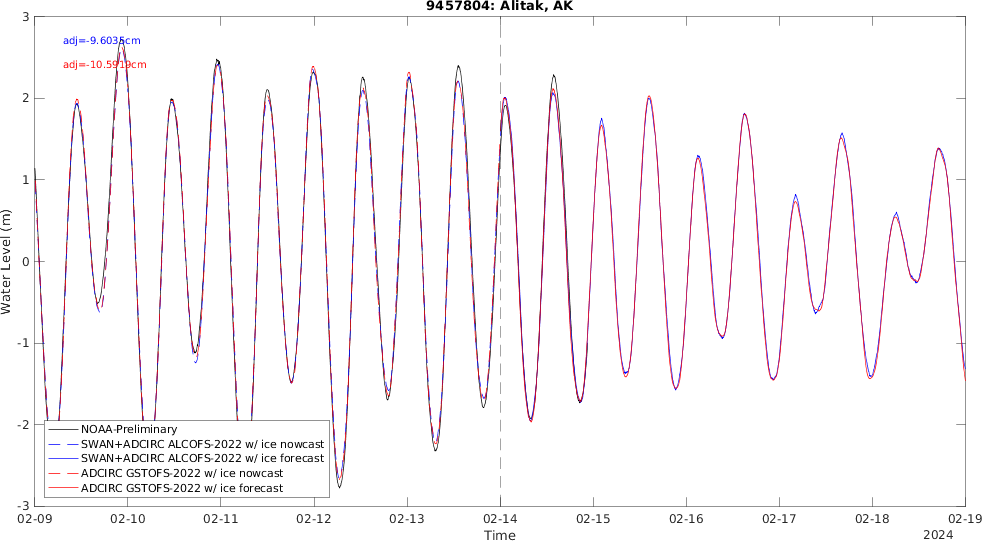 9457804: Alitak, AK
adj=-9.6035cm
adj=-10.5919cm
Water Level (m)
3
2
1
0
-1
-2
-3
NOAA-Preliminary
SWAN+ADCIRC ALCOFS-2022 w/ ice nowcast
SWAN+ADCIRC ALCOFS-2022 w/ ice forecast
ADCIRC GSTOFS-2022 w/ ice nowcast
ADCIRC GSTOFS-2022 w/ ice forecast
02-09 02-10 02-11 02-12 02-13 02-14 02-15 02-16 02-17 02-18 02-19
Time
2024